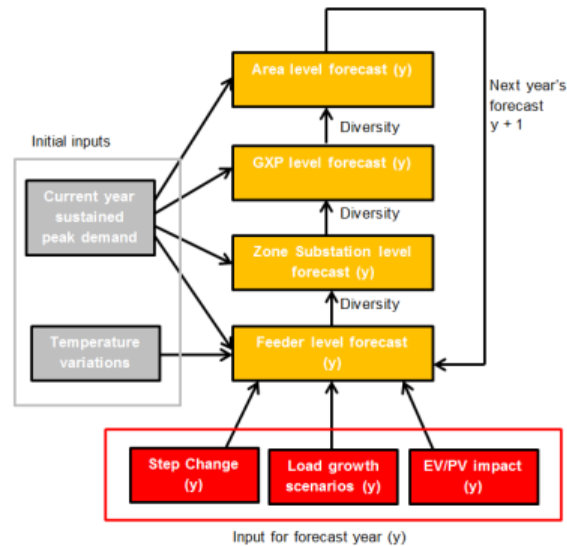 Area level forecast (y)
Next year's
forecast
y + 1
Diversity
Initial inputs
GXP level forecast (y)
Current year
sustained
peak demand
Diversity
Zone Substation level
forecast (y)
Diversity
Temperature
variations
Feeder level forecast
(y)
Step Change
(y)
Load growth
scenarios (y)
EV/PV impact
(y)
Input for forecast year (y)